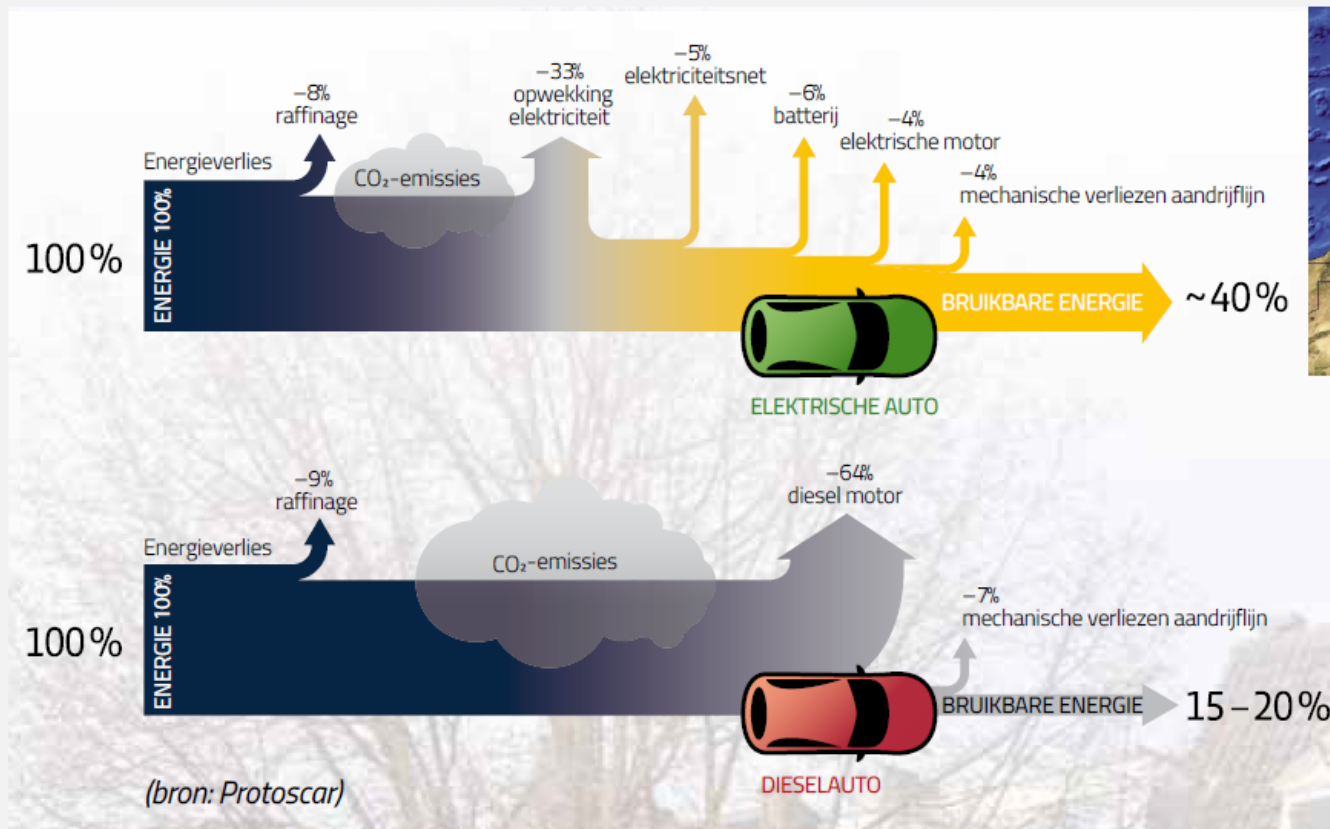 –8%
raffinage
–33%
opwekking
elektriciteit
–5%
elektriciteitsnet
–6%
batterij
–4%
elektrische motor
–4%
mechanische verliezen aandrijflijn
Energieverlies
CO₂-emissies
ENERGIE 100%
100%
BRUIKBARE ENERGIE
~40%
ELEKTRISCHE AUTO
–9%
raffinage
–64%
diesel motor
Energieverlies
CO₂-emissies
–7%
mechanische verliezen aandrijflijn
ENERGIE 100%
100%
BRUIKBARE ENERGIE
15–20%
DIESELAUTO
(bron: Protoscar)